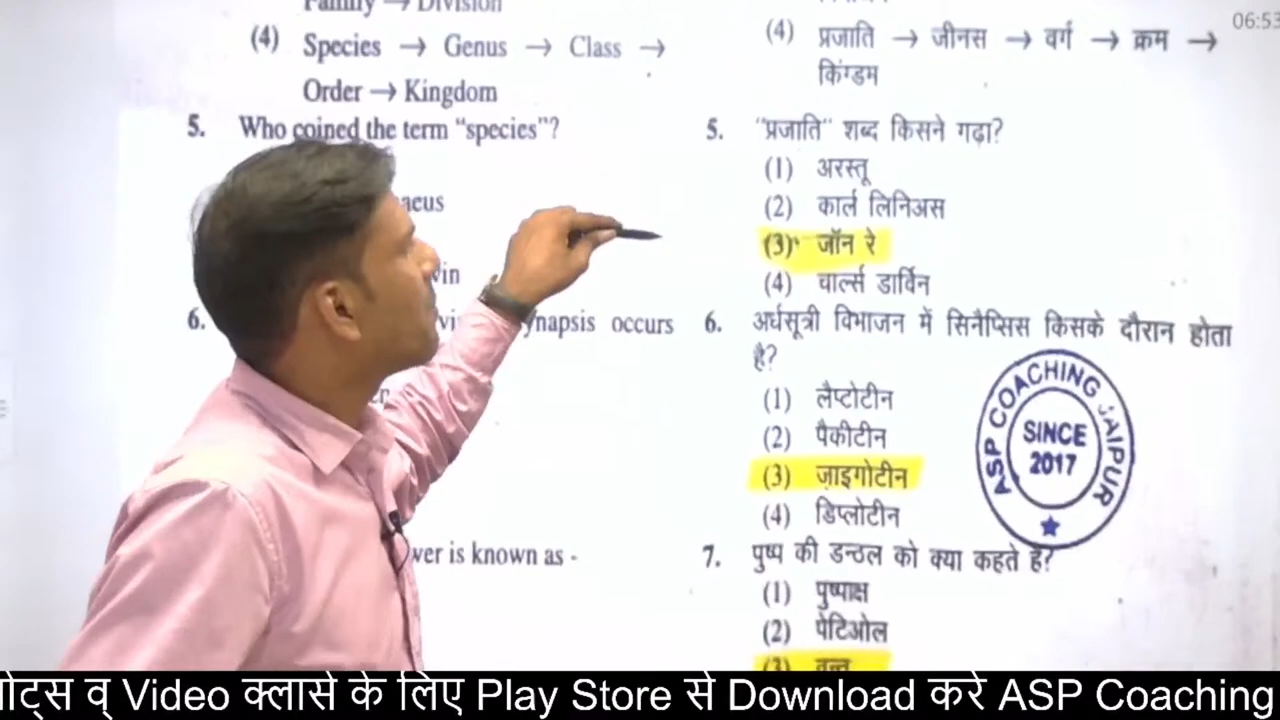 Family → Division
(4) Species → Genus → Class →
Order → Kingdom
5. Who coined the term “species”?
6. ynapsis occurs
wer is known as -
(4) प्रजाति → जीनस → वर्ग → क्रम →
किंग्डम
5. “प्रजाति” शब्द किसने गढ़ा?
(1) अरस्तू
(2) कार्ल लिनिअस
(3) जॉन रे
(4) चार्ल्स डार्विन
6. अर्धसूत्री विभाजन में सिनैप्सिस किसके दौरान होता
है?
(1) लैप्टोटीन
(2) पैकीटीन
(3) ज़ाइगोटीन
(4) डिप्लोटीन
7. पुष्प की डन्ठल को क्या कहते हैं?
(1) पुष्पाक्ष
(2) पेटिओल
(3) वृन्त
06:53
ASP COACHING JAIPUR
SINCE
2017
नोट्स व् Video क्लासे के लिए Play Store से Download करे ASP Coaching